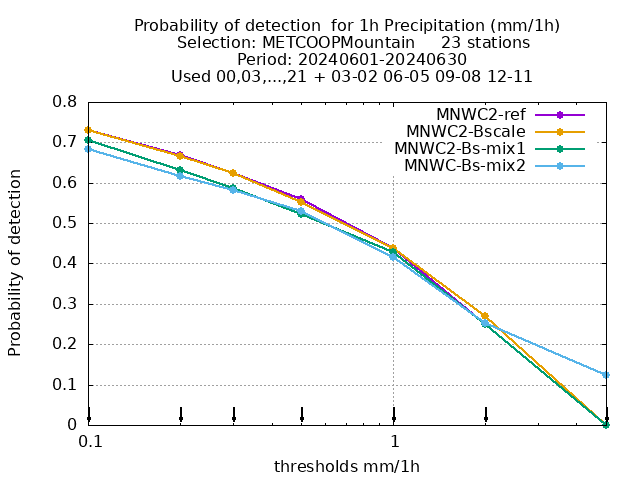 Probability of detection  for 1h Precipitation (mm/1h)
Selection: METCOOPMountain     23 stations
Period: 20240601-20240630
Used 00,03,...,21 + 03-02 06-05 09-08 12-11
MNWC2-ref
MNWC2-Bscale
MNWC2-Bs-mix1
MNWC-Bs-mix2
0.8
0.7
0.6
0.5
0.4
0.3
0.2
0.1
0
Probability of detection
0.1 1
thresholds mm/1h